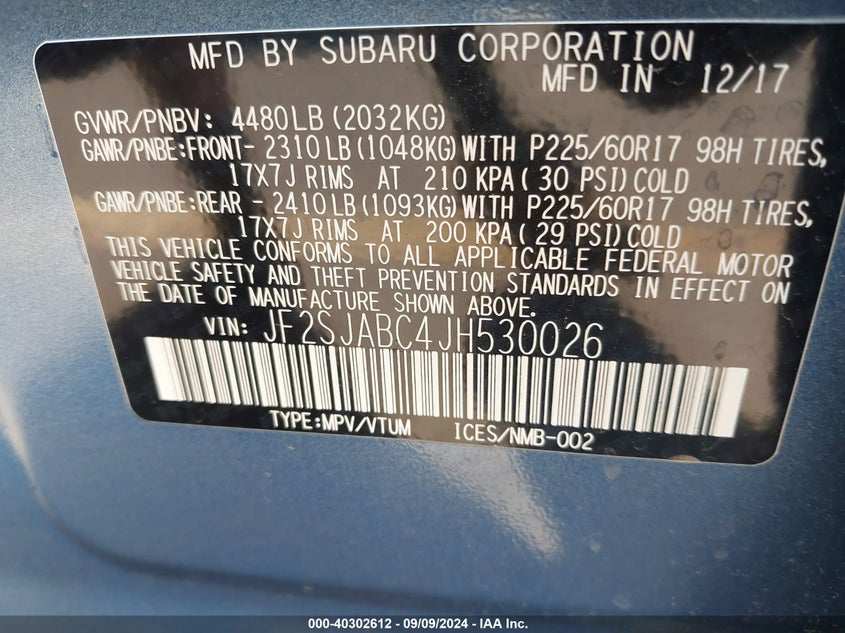 MFD BY SUBARU CORPORATION
MFD IN 12/17
GVWR/PNBV: 4480LB (2032KG)
GAWR/PNBE:FRONT- 2310 LB (1048KG) WITH P225/60R17 98H TIRES,
17X7J RIMS AT 210 KPA ( 30 PSI) COLD
GAWR/PNBE:REAR - 2410 LB (1093KG) WITH P225/60R17 98H TIRES,
17X7J RIMS AT 200 KPA ( 29 PSI) COLD
THIS VEHICLE CONFORMS TO ALL APPLICABLE FEDERAL MOTOR
VEHICLE SAFETY AND THEFT PREVENTION STANDARDS IN EFFECT ON
THE DATE OF MANUFACTURE SHOWN ABOVE.
VIN: JF2SJABC4JH530026
TYPE:MPV/VTUM ICES/NMB-002
000-40302612 - 09/09/2024 - IAA Inc.